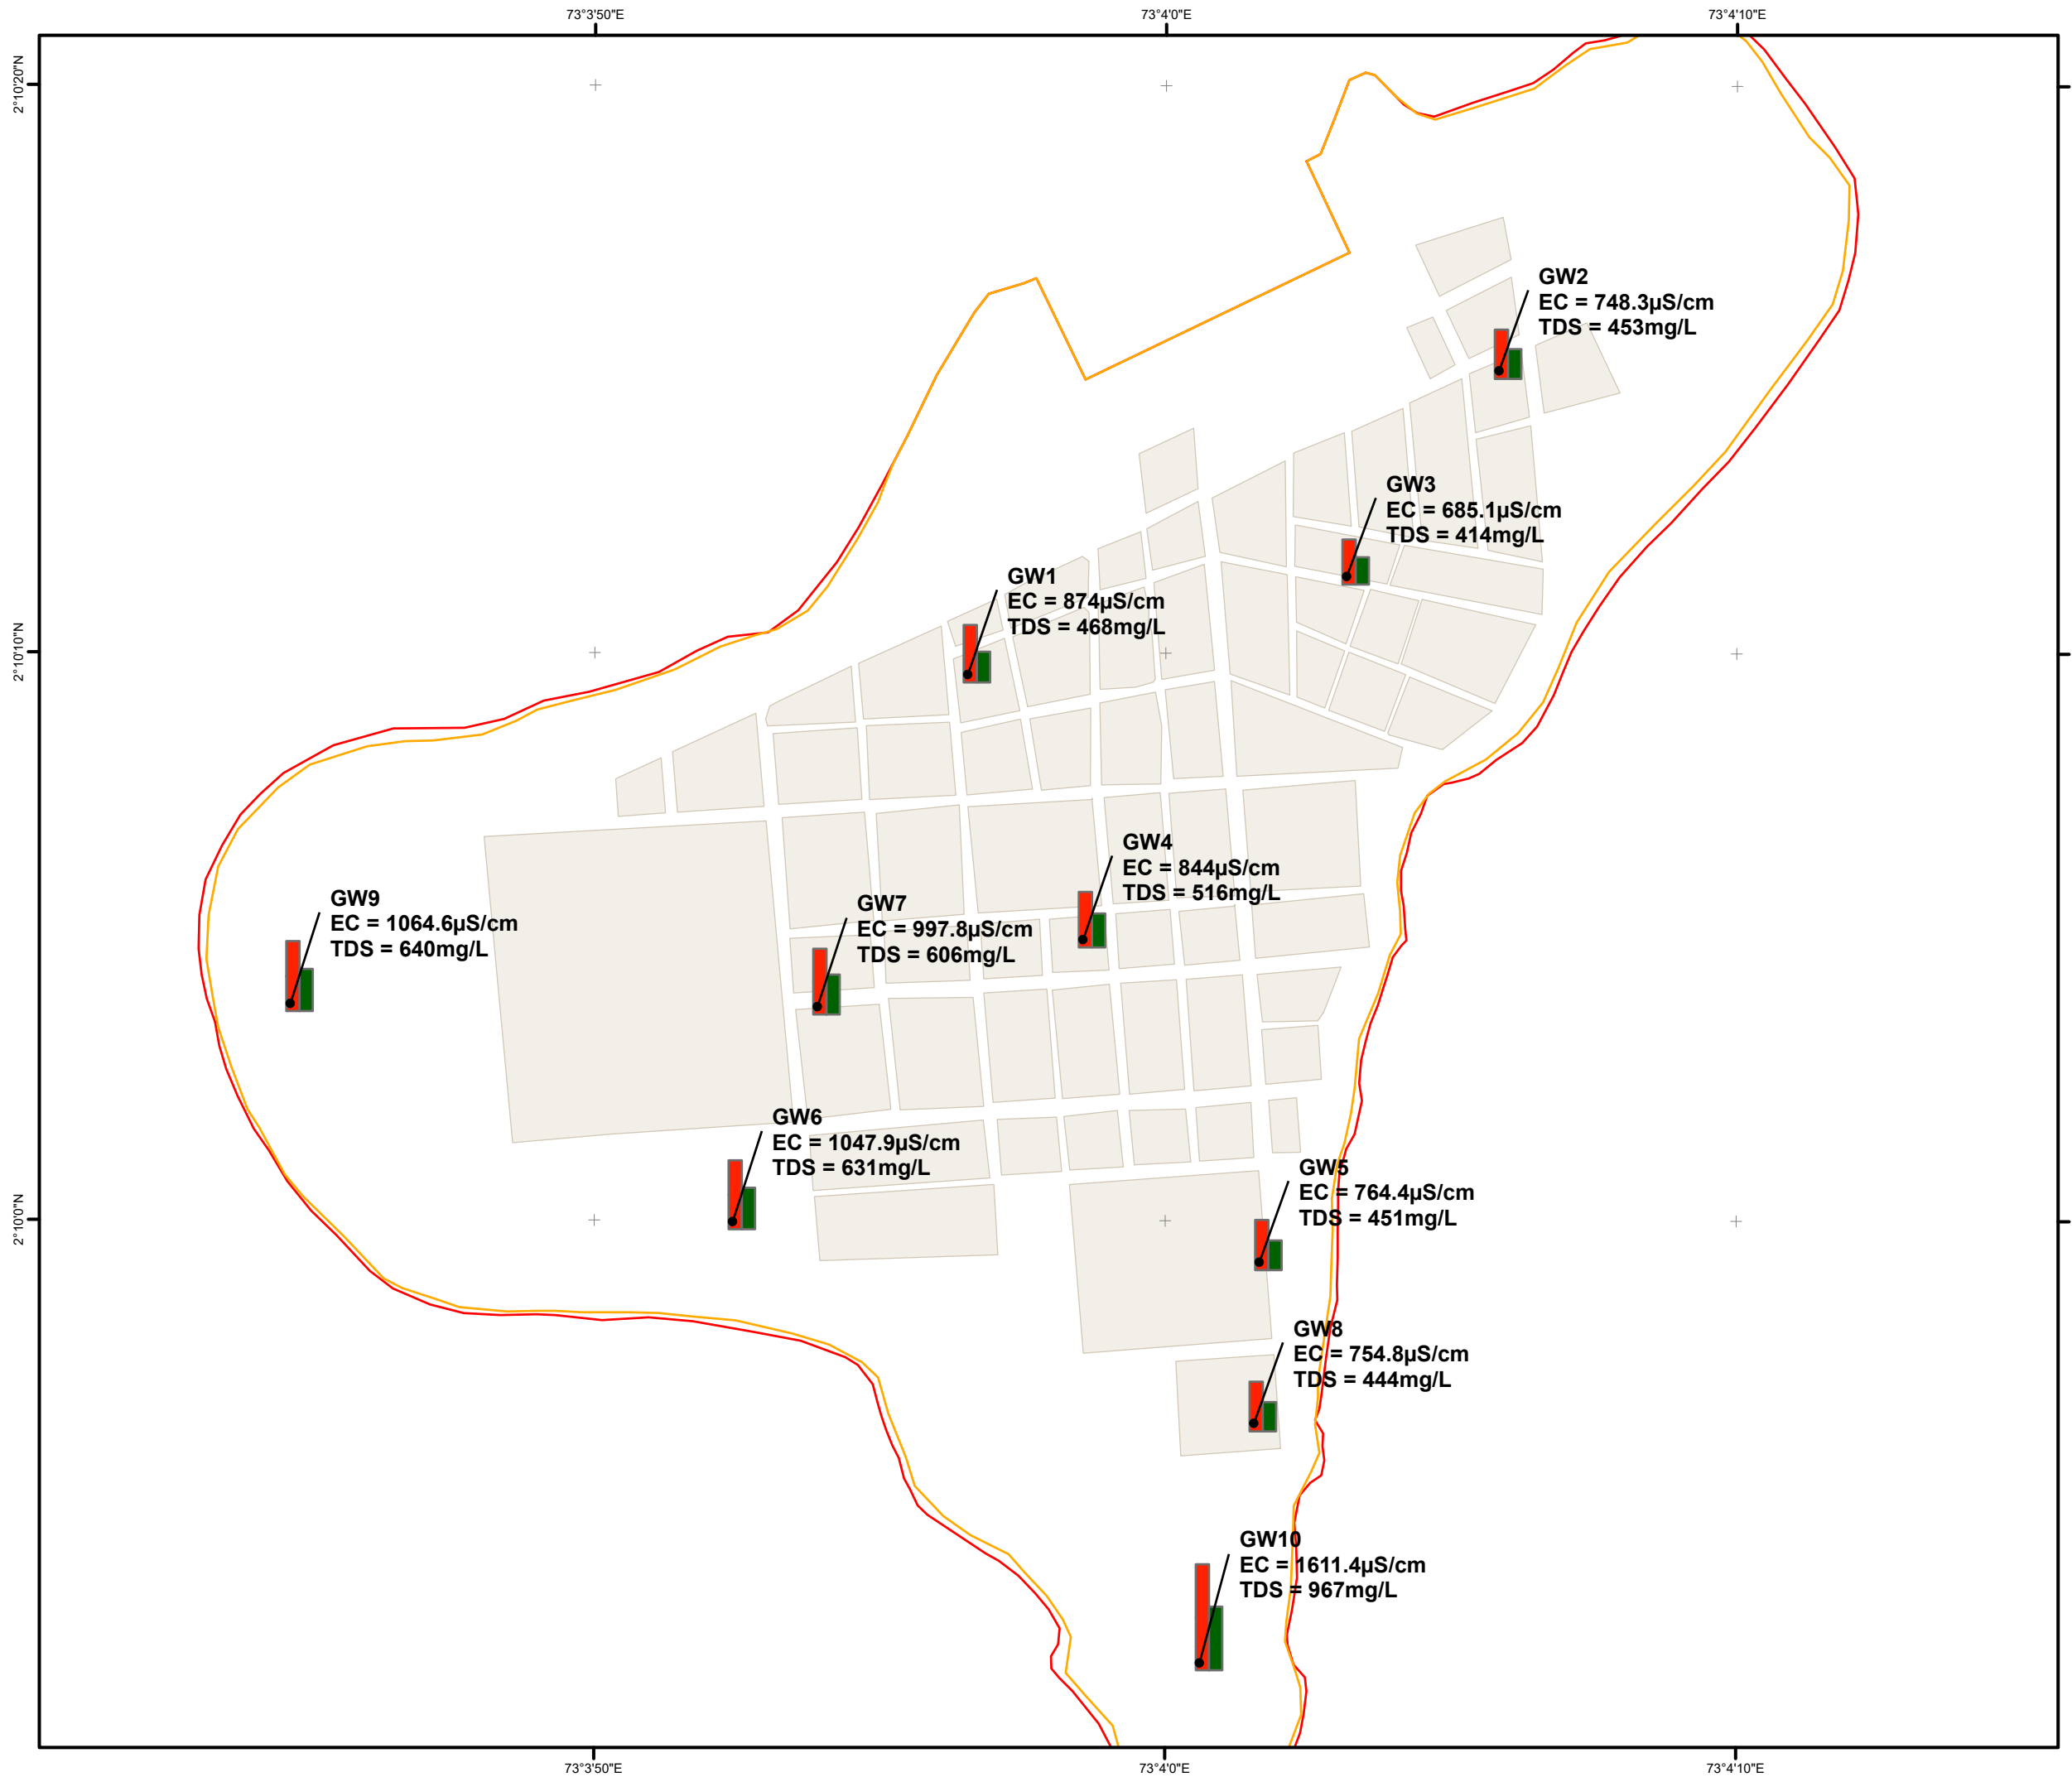 73°3'50"E
73°4'0"E
73°4'10"E
2°10'20"N
GW2
EC = 748.3µS/cm
TDS = 453mg/L
GW3
EC = 685.1µS/cm
TDS = 414mg/L
GW1
EC = 874µS/cm
TDS = 468mg/L
2°10'10"N
GW4
EC = 844µS/cm
TDS = 516mg/L
GW9
EC = 1064.6µS/cm
TDS = 640mg/L
GW7
EC = 997.8µS/cm
TDS = 606mg/L
GW6
EC = 1047.9µS/cm
TDS = 631mg/L
GW5
EC = 764.4µS/cm
TDS = 451mg/L
2°10'0"N
GW8
EC = 754.8µS/cm
TDS = 444mg/L
GW10
EC = 1611.4µS/cm
TDS = 967mg/L
73°3'50"E
73°4'0"E
73°4'10"E